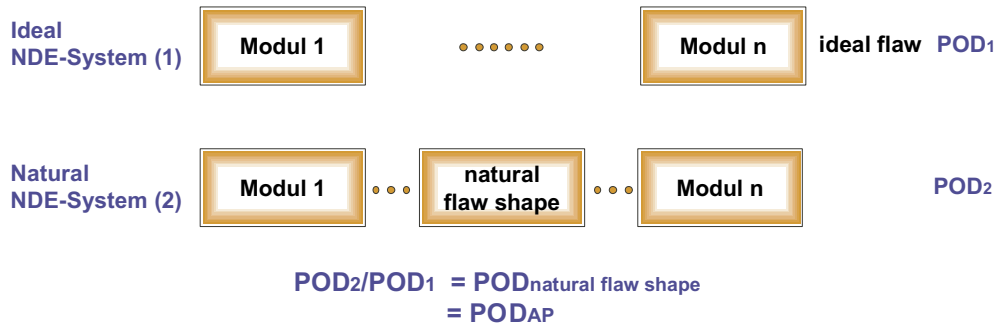 Ideal
NDE-System (1)
Modul 1
Modul n
ideal flaw
POD1
Natural
NDE-System (2)
Modul 1
natural
flaw shape
Modul n
POD2
POD2/POD1 = PODnatural flaw shape
= PODAP